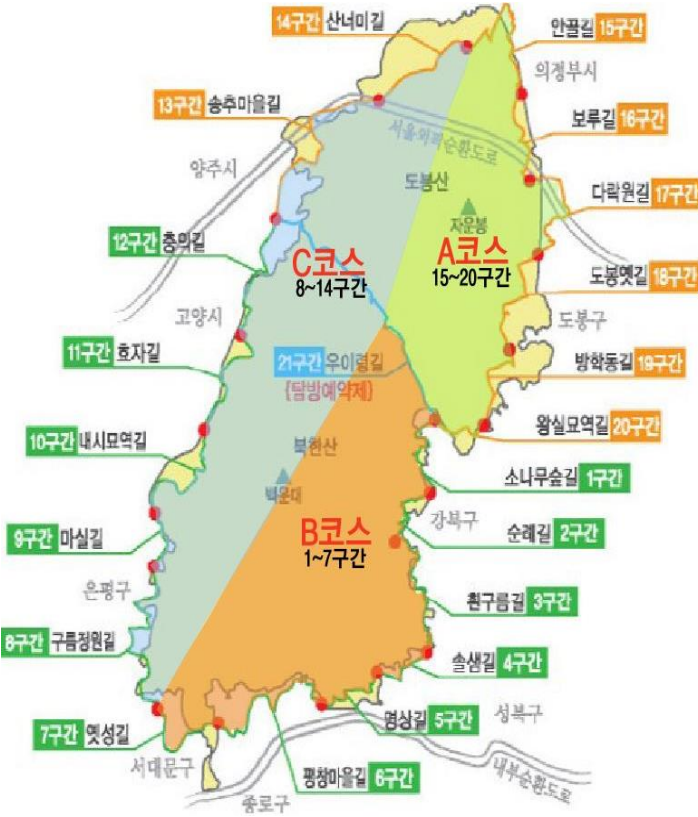 14구간 산너미길
안골길 15구간
의정부시
13구간 송추마을길
보루길 16구간
서울외곽순환도로
양주시
도봉산
다락원길 17구간
자운봉
12구간 충의길
C코스
8~14구간
A코스
15~20구간
도봉옛길 18구간
고양시
도봉구
11구간 효자길
21구간 우이령길
{탐방예약제}
방학동길 19구간
왕실묘역길 20구간
10구간 내시묘역길
북한산
백운대
소나무숲길 1구간
강북구
순례길 2구간
9구간 마실길
B코스
1~7구간
은평구
흰구름길 3구간
8구간 구름정원길
솔샘길 4구간
명상길 5구간
성북구
7구간 옛성길
서대문구
평창마을길 6구간
내부순환도로
종로구